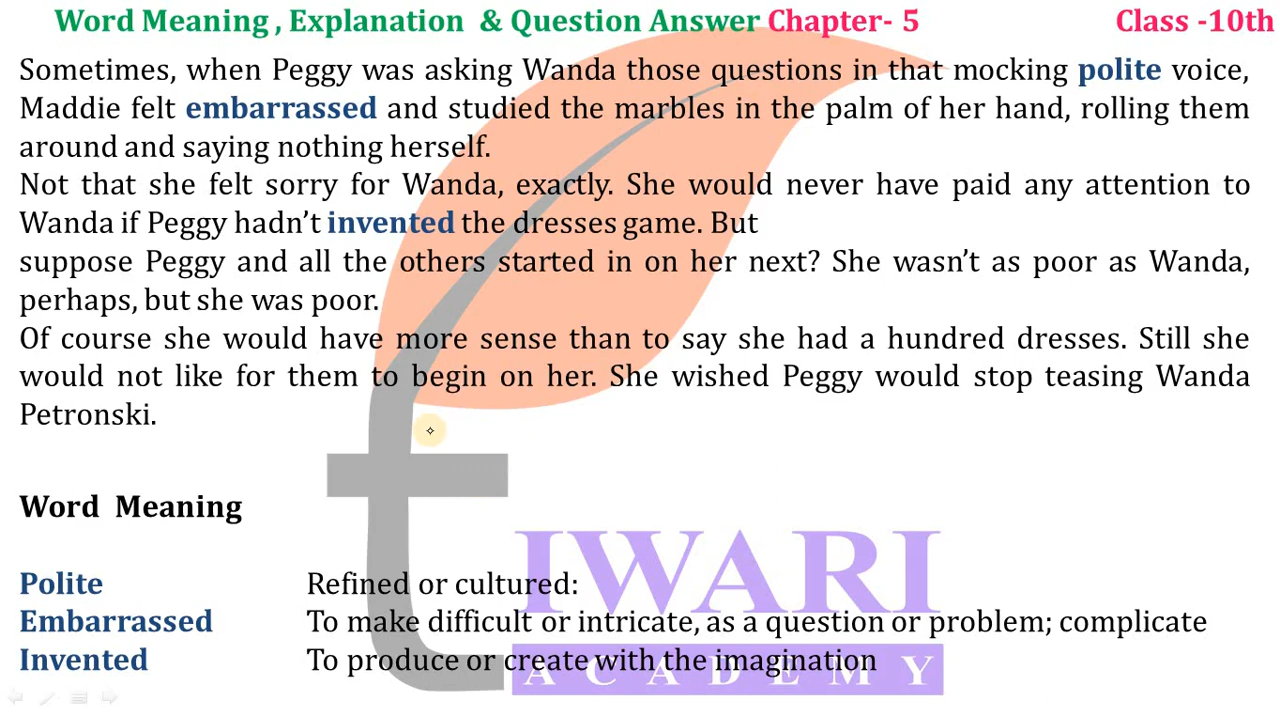 Word Meaning , Explanation & Question Answer Chapter- 5 Class -10th
Sometimes, when Peggy was asking Wanda those questions in that mocking polite voice,
Maddie felt embarrassed and studied the marbles in the palm of her hand, rolling them
around and saying nothing herself.
Not that she felt sorry for Wanda, exactly. She would never have paid any attention to
Wanda if Peggy hadn't invented the dresses game. But
suppose Peggy and all the others started in on her next? She wasn't as poor as Wanda,
perhaps, but she was poor.
Of course she would have more sense than to say she had a hundred dresses. Still she
would not like for them to begin on her. She wished Peggy would stop teasing Wanda
Petronski.
Word Meaning
Polite Refined or cultured:
Embarrassed To make difficult or intricate, as a question or problem; complicate
Invented To produce or create with the imagination
tIWARI
ACADEMY